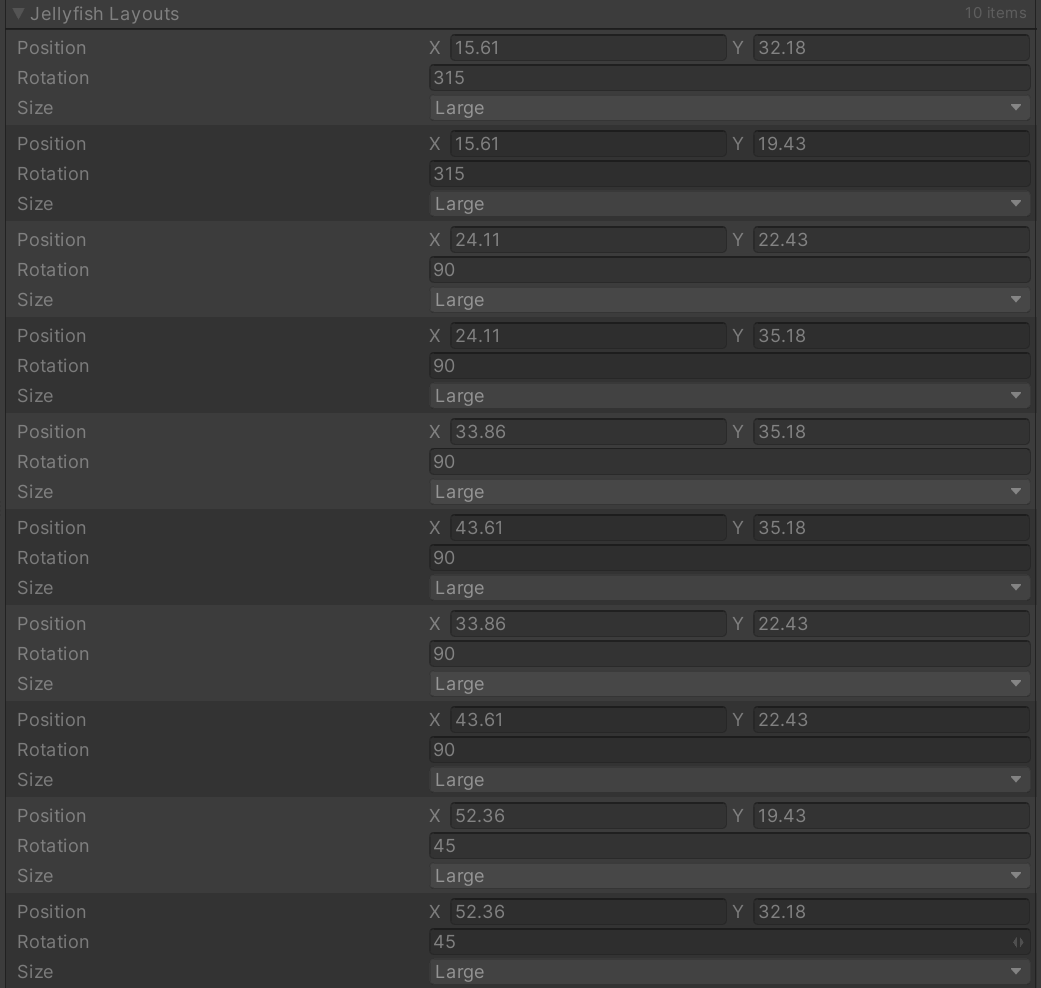 Jellyfish Layouts 10 items
Position X 15.61 Y 32.18
Rotation 315
Size Large
Position X 15.61 Y 19.43
Rotation 315
Size Large
Position X 24.11 Y 22.43
Rotation 90
Size Large
Position X 24.11 Y 35.18
Rotation 90
Size Large
Position X 33.86 Y 35.18
Rotation 90
Size Large
Position X 43.61 Y 35.18
Rotation 90
Size Large
Position X 33.86 Y 22.43
Rotation 90
Size Large
Position X 43.61 Y 22.43
Rotation 90
Size Large
Position X 52.36 Y 19.43
Rotation 45
Size Large
Position X 52.36 Y 32.18
Rotation 45
Size Large